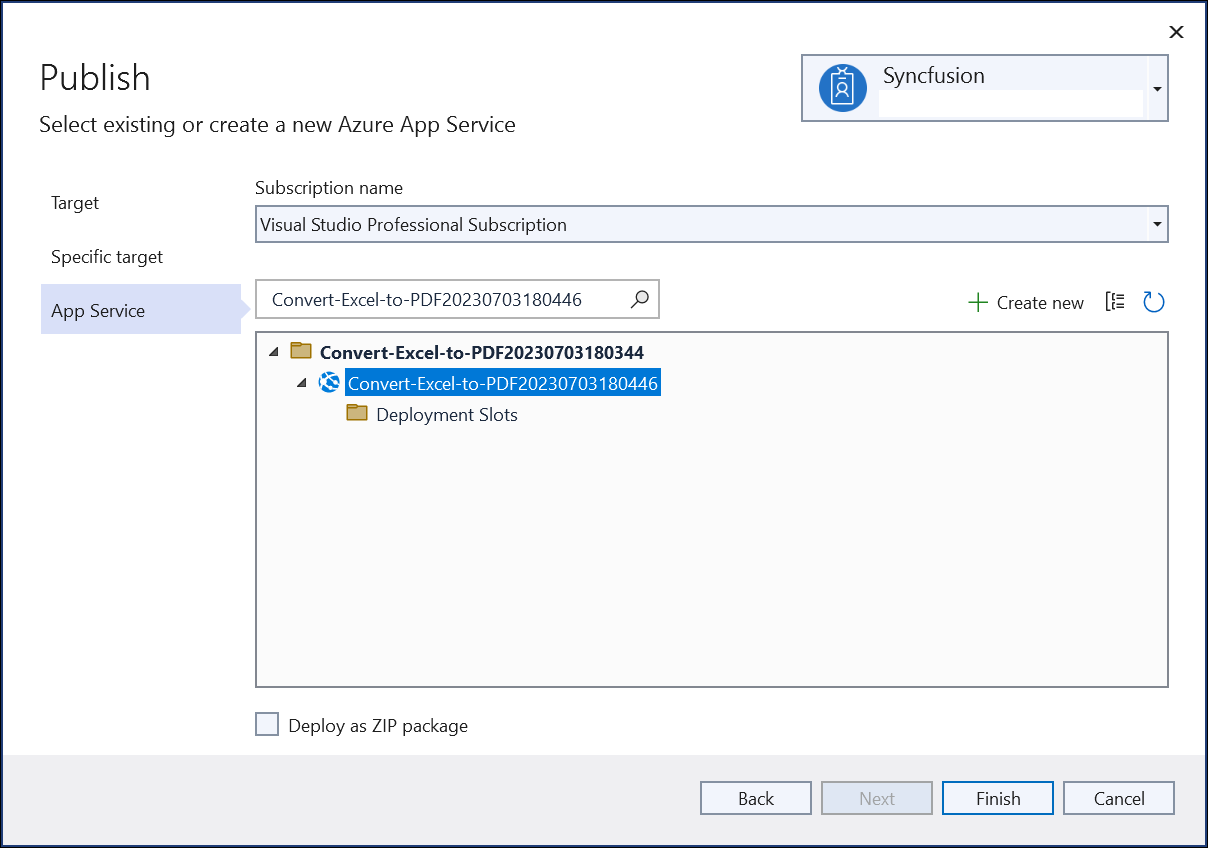 Publish
Syncfusion
Select existing or create a new Azure App Service
Target
Specific target
App Service
Subscription name
Visual Studio Professional Subscription
Convert-Excel-to-PDF20230703180446
Create new
Convert-Excel-to-PDF20230703180344
Convert-Excel-to-PDF20230703180446
Deployment Slots
Deploy as ZIP package
Back
Next
Finish
Cancel